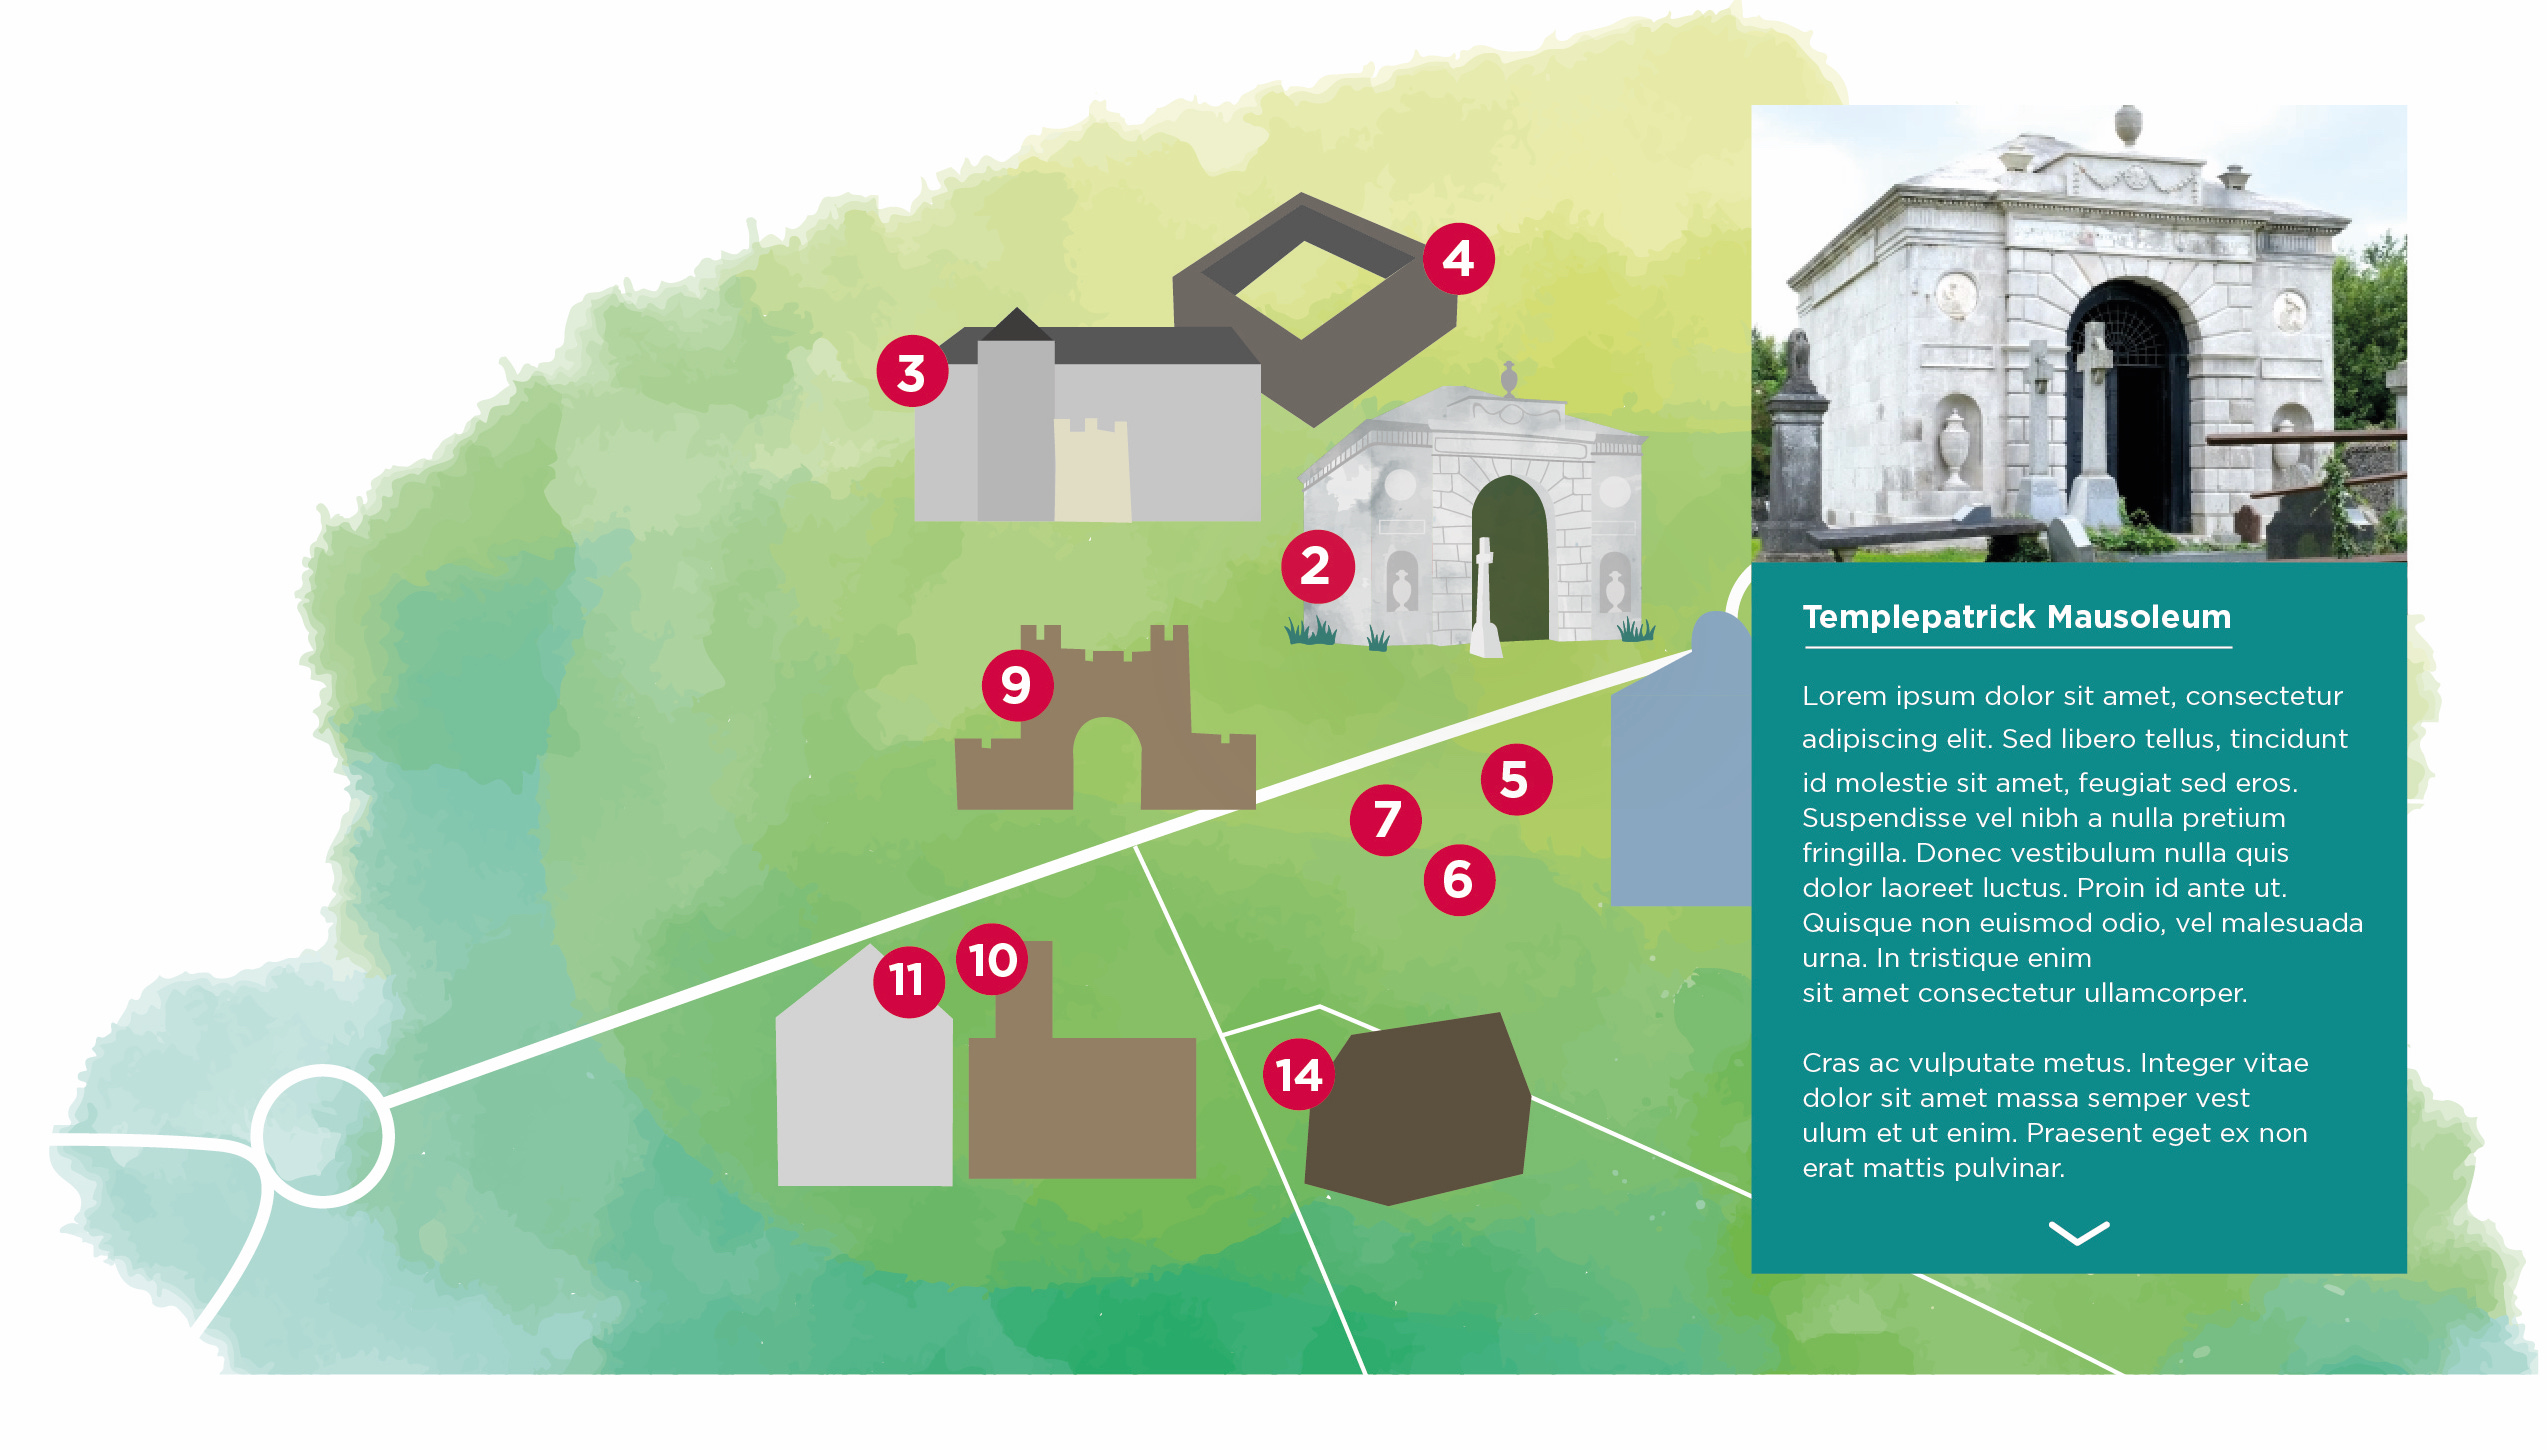 4
3
2
9
5
7
6
10
11
14
Templepatrick Mausoleum
Lorem ipsum dolor sit amet, consectetur
adipiscing elit. Sed libero tellus, tincidunt
id molestie sit amet, feugiat sed eros.
Suspendisse vel nibh a nulla pretium
fringilla. Donec vestibulum nulla quis
dolor laoreet luctus. Proin id ante ut.
Quisque non euismod odio, vel malesuada
urna. In tristique enim
sit amet consectetur ullamcorper.
Cras ac vulputate metus. Integer vitae
dolor sit amet massa semper vest
ulum et ut enim. Praesent eget ex non
erat mattis pulvinar.